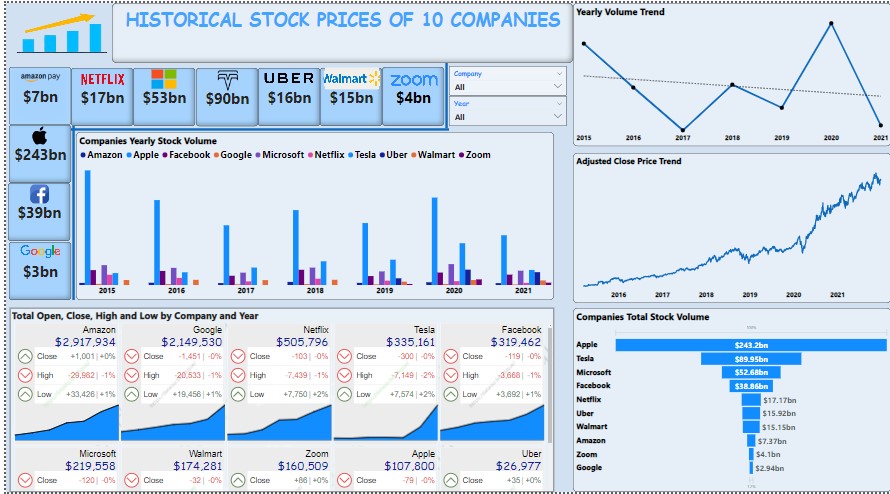 HISTORICAL STOCK PRICES OF 10 COMPANIES
amazon pay
$7bn
NETFLIX
$17bn
$53bn
$90bn
UBER
$16bn
Walmart
$15bn
zoom
$4bn
Company
All
Year
All
$243bn
$39bn
Google
$3bn
Companies Yearly Stock Volume
Amazon Apple Facebook Google Microsoft Netflix Tesla Uber Walmart Zoom
2015 2016 2017 2018 2019 2020 2021
Total Open, Close, High and Low by Company and Year
Amazon
$2,917,934
Close +1,001 | +0%
High -29,982 | -1%
Low +33,426 | +1%
Google
$2,149,530
Close -1,451 | -0%
High -20,533 | -1%
Low +19,456 | +1%
Netflix
$505,796
Close -103 | -0%
High -7,439 | -1%
Low +7,750 | +2%
Tesla
$335,161
Close -300 | -0%
High -7,149 | -2%
Low +7,574 | +2%
Facebook
$319,462
Close -119 | -0%
High -3,668 | -1%
Low +3,692 | +1%
Microsoft
$219,558
Close -120 | -0%
Walmart
$174,281
Close -32 | -0%
Zoom
$160,509
Close +86 | +0%
Apple
$107,800
Close -79 | -0%
Uber
$26,977
Close +35 | +0%
Yearly Volume Trend
2015 2016 2017 2018 2019 2020 2021
Adjusted Close Price Trend
2016 2017 2018 2019 2020 2021
Companies Total Stock Volume
100%
Apple $243.2bn
Tesla $89.95bn
Microsoft $52.68bn
Facebook $38.86bn
Netflix $17.17bn
Uber $15.92bn
Walmart $15.15bn
Amazon $7.37bn
Zoom $4.1bn
Google $2.94bn